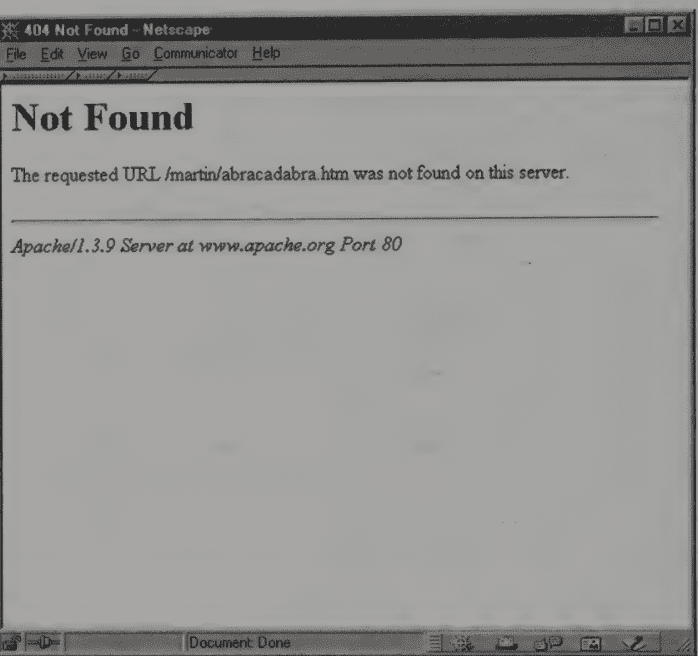 404 Not Found - Netscape
File Edit View Go Communicator Help
Not Found
The requested URL /martin/abracadabra.htm was not found on this server.
Apache/1.3.9 Server at www.apache.org Port 80
Document: Done